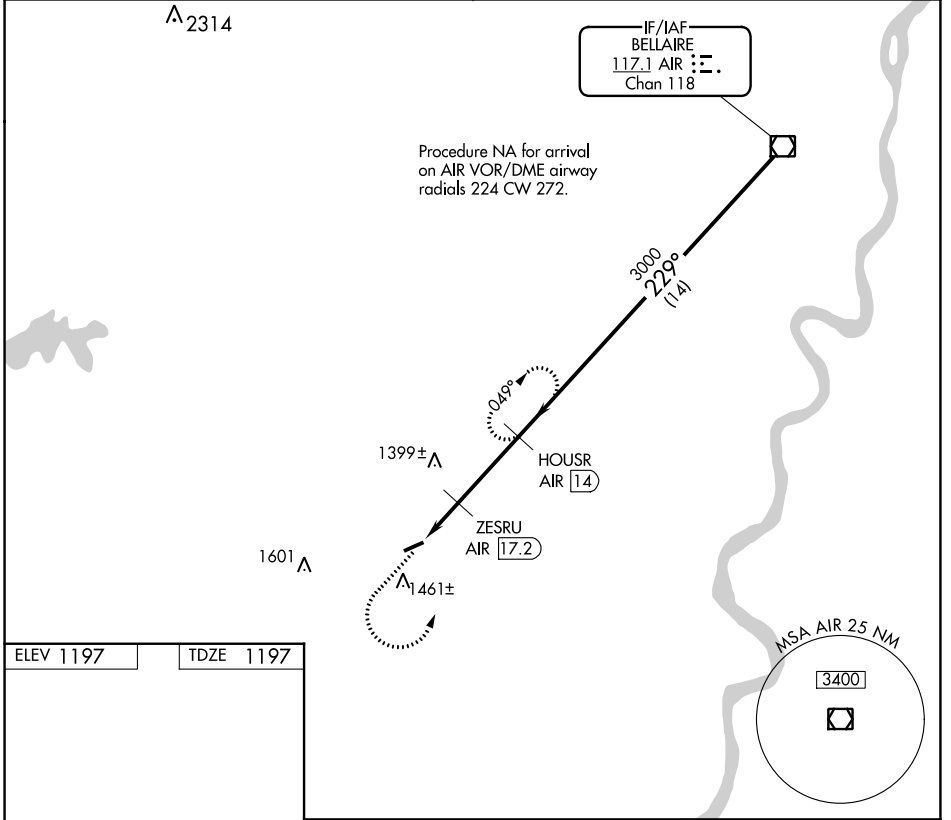 2314
IF/IAF
BELLAIRE
117.1 AIR
Chan 118
Procedure NA for arrival
on AIR VOR/DME airway
radials 224 CW 272.
3000
229°
(14)
049°
HOUSR
AIR 14
1399±
ZESRU
AIR 17.2
1601
1461±
ELEV 1197
TDZE 1197
MSA AIR 25 NM
3400